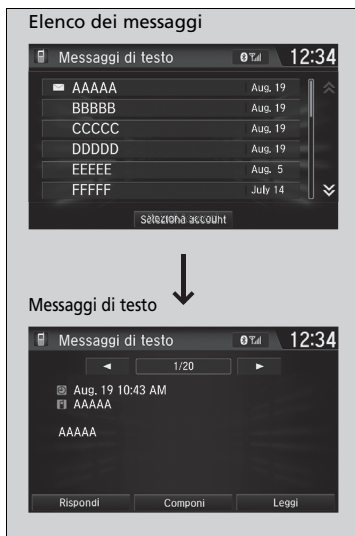 Elenco dei messaggi
Messaggi di testo 12:34
AAAAA Aug. 19
BBBBB Aug. 19
CCCCC Aug. 19
DDDDD Aug. 19
EEEEE Aug. 5
FFFFF July 14
Seleziona account
Messaggi di testo
Messaggi di testo 12:34
1/20
Aug. 19 10:43 AM
AAAAA
AAAAA
Rispondi Componi Leggi